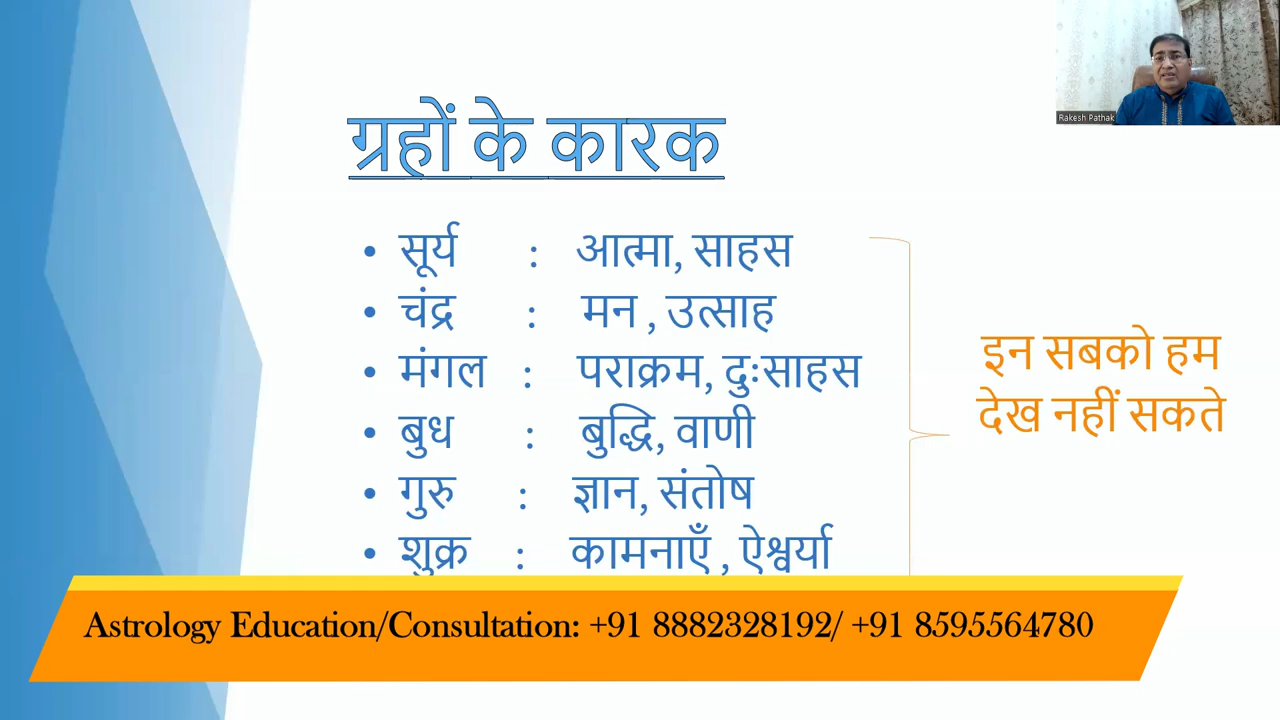 Rakesh Pathak
ग्रहों के कारक
• सूर्य : आत्मा, साहस
• चंद्र : मन , उत्साह
• मंगल : पराक्रम, दुःसाहस
• बुध : बुद्धि, वाणी
• गुरु : ज्ञान, संतोष
• शुक्र : कामनाएँ , ऐश्वर्या
इन सबको हम
देख नहीं सकते
Astrology Education/Consultation: +91 8882328192/ +91 8595564780